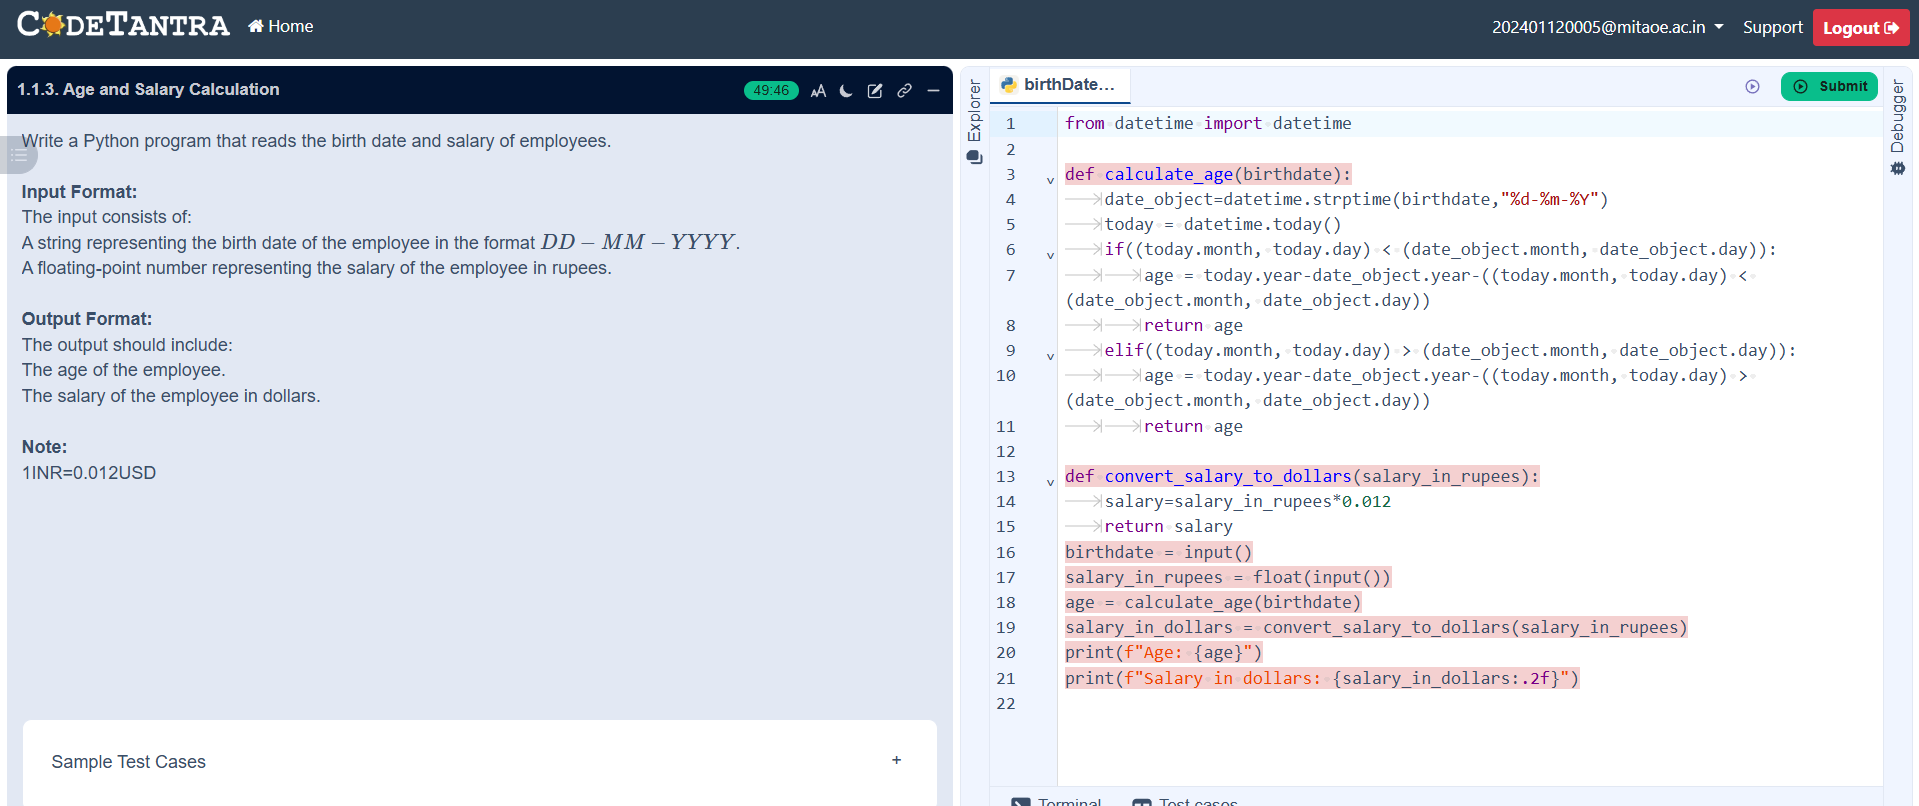 CODETANTRA
Home
202401120005@mitaoe.ac.in
Support
Logout
1.1.3. Age and Salary Calculation
49:46
AA
Write a Python program that reads the birth date and salary of employees.
Input Format:
The input consists of:
A string representing the birth date of the employee in the format DD − MM − YYYY.
A floating-point number representing the salary of the employee in rupees.
Output Format:
The output should include:
The age of the employee.
The salary of the employee in dollars.
Note:
1INR=0.012USD
Sample Test Cases
+
Explorer
birthDate...
Submit
Debugger
1 from datetime import datetime
2
3 def calculate_age(birthdate):
4 date_object=datetime.strptime(birthdate,"%d-%m-%Y")
5 today = datetime.today()
6 if((today.month, today.day) < (date_object.month, date_object.day)):
7 age = today.year-date_object.year-((today.month, today.day) <
(date_object.month, date_object.day))
8 return age
9 elif((today.month, today.day) > (date_object.month, date_object.day)):
10 age = today.year-date_object.year-((today.month, today.day) >
(date_object.month, date_object.day))
11 return age
12
13 def convert_salary_to_dollars(salary_in_rupees):
14 salary=salary_in_rupees*0.012
15 return salary
16 birthdate = input()
17 salary_in_rupees = float(input())
18 age = calculate_age(birthdate)
19 salary_in_dollars = convert_salary_to_dollars(salary_in_rupees)
20 print(f"Age: {age}")
21 print(f"Salary in dollars: {salary_in_dollars:.2f}")
22
Terminal
Test cases